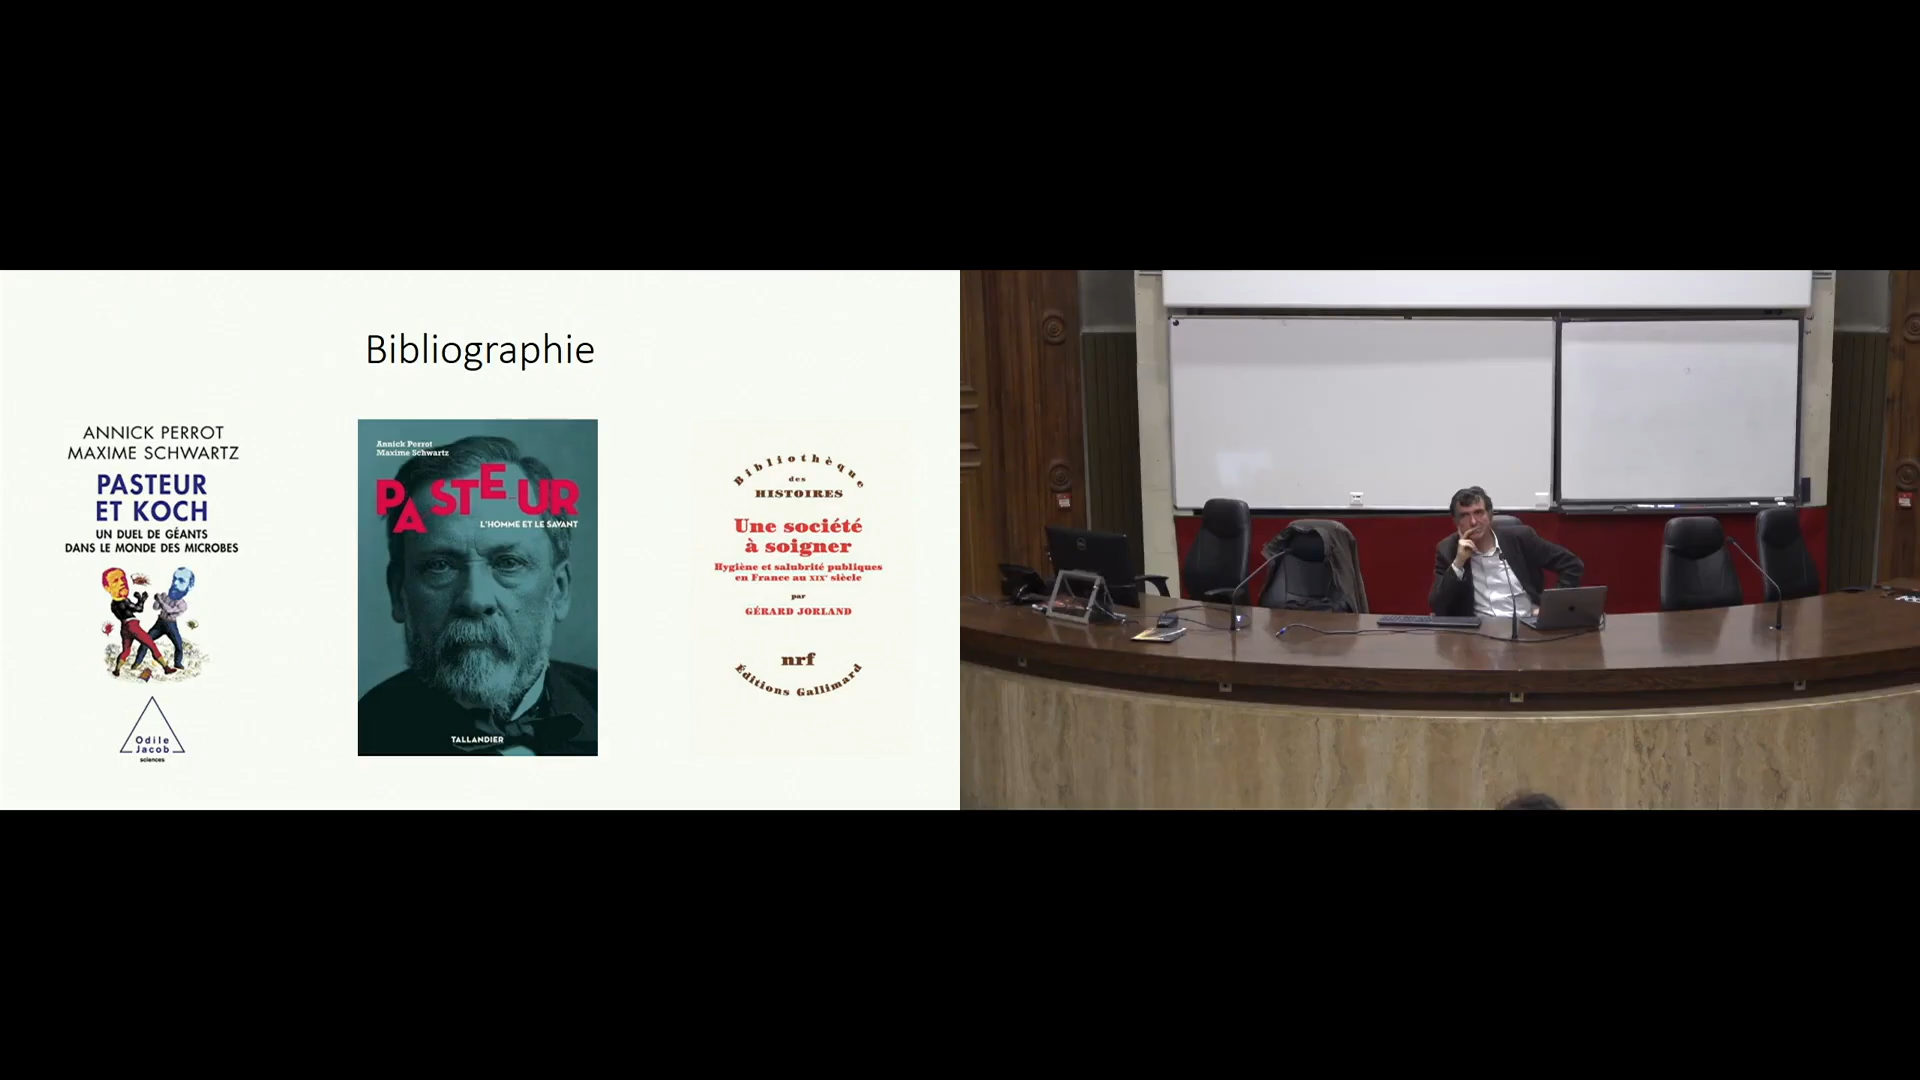 Bibliographie
ANNICK PERROT
MAXIME SCHWARTZ
PASTEUR
ET KOCH
UN DUEL DE GÉANTS
DANS LE MONDE DES MICROBES
Odile
Jacob
sciences
Annick Perrot
Maxime Schwartz
PASTEUR
L'HOMME ET LE SAVANT
TALLANDIER
Bibliothèque
des
HISTOIRES
Une société
à soigner
Hygiène et salubrité publiques
en France au XIXe siècle
par
GÉRARD JORLAND
nrf
Éditions Gallimard
DELL